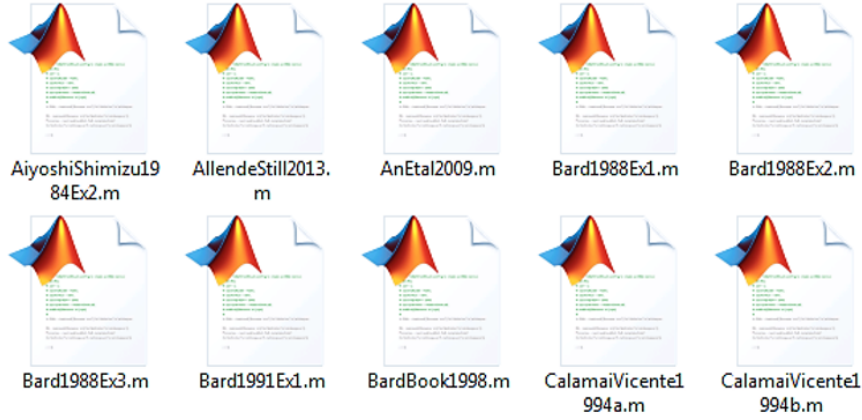 AiyoshiShimizu19
84Ex2.m
AllendeStill2013.
m
AnEtal2009.m
Bard1988Ex1.m
Bard1988Ex2.m
Bard1988Ex3.m
Bard1991Ex1.m
BardBook1998.m
CalamaiVicente1
994a.m
CalamaiVicente1
994b.m